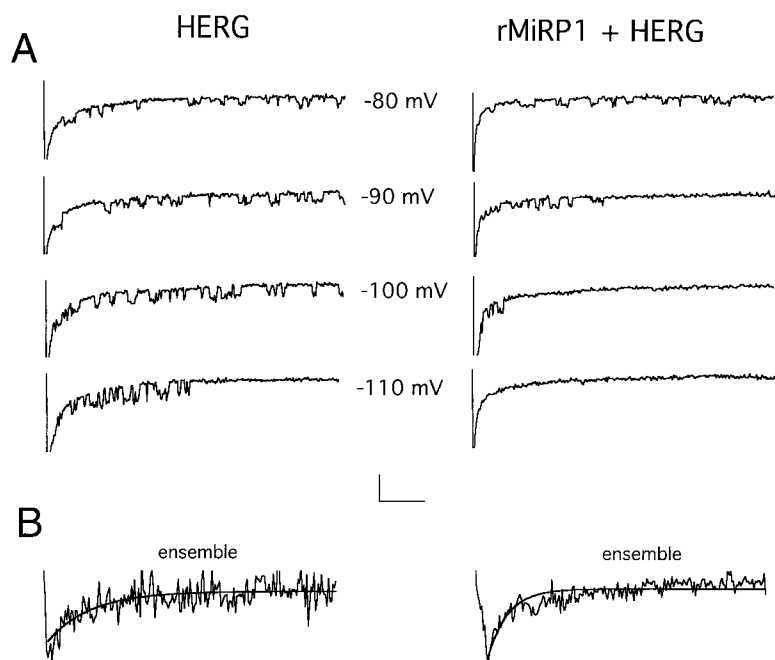 HERG
rMiRP1 + HERG
A
-80 mV
-90 mV
-100 mV
-110 mV
B
ensemble
ensemble